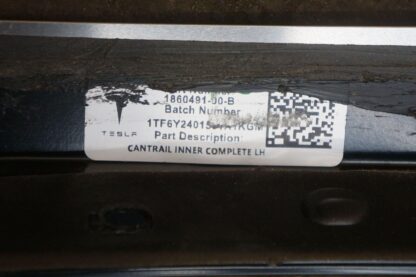 1860491-00-B
Batch Number
Part Description:
CANTRAIL INNER COMPLETE LH
TESLA